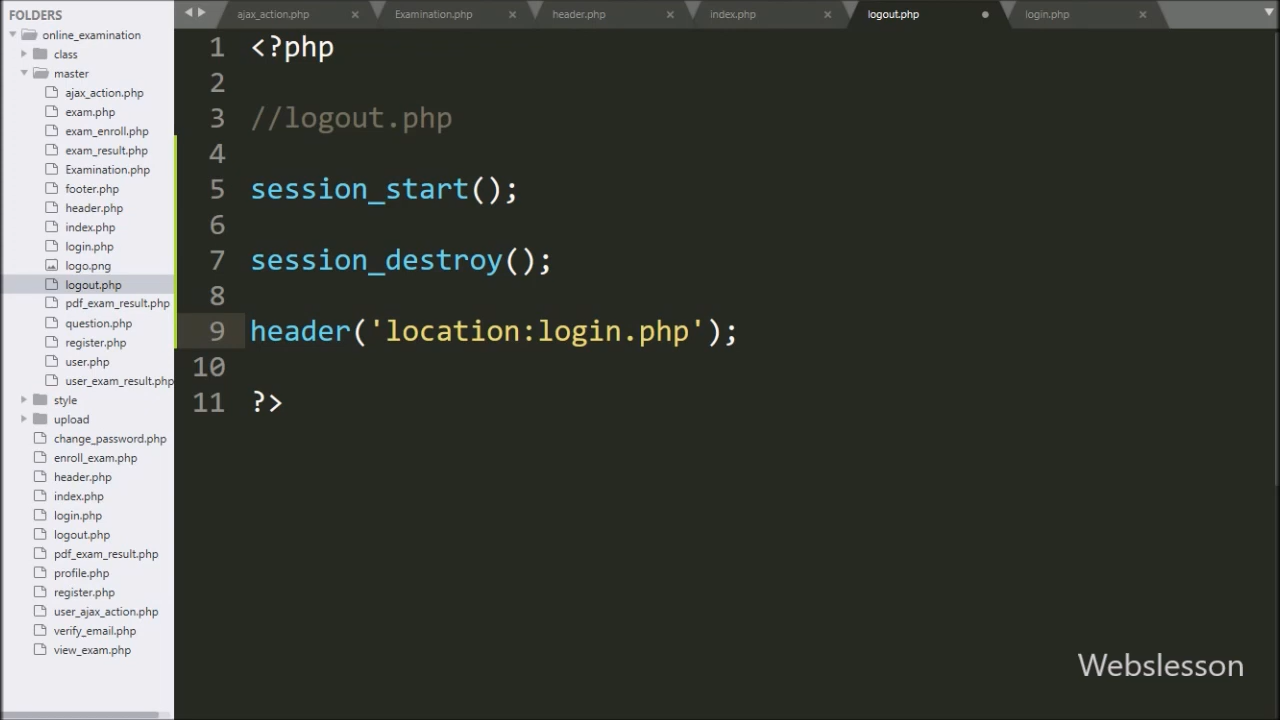 FOLDERS
online_examination
class
master
ajax_action.php
exam.php
exam_enroll.php
exam_result.php
Examination.php
footer.php
header.php
index.php
login.php
logo.png
logout.php
pdf_exam_result.php
question.php
register.php
user.php
user_exam_result.php
style
upload
change_password.php
enroll_exam.php
header.php
index.php
login.php
logout.php
pdf_exam_result.php
profile.php
register.php
user_ajax_action.php
verify_email.php
view_exam.php
ajax_action.php × Examination.php × header.php × index.php × logout.php login.php ×
1 <?php
2
3 //logout.php
4
5 session_start();
6
7 session_destroy();
8
9 header('location:login.php');
10
11 ?>
Webslesson